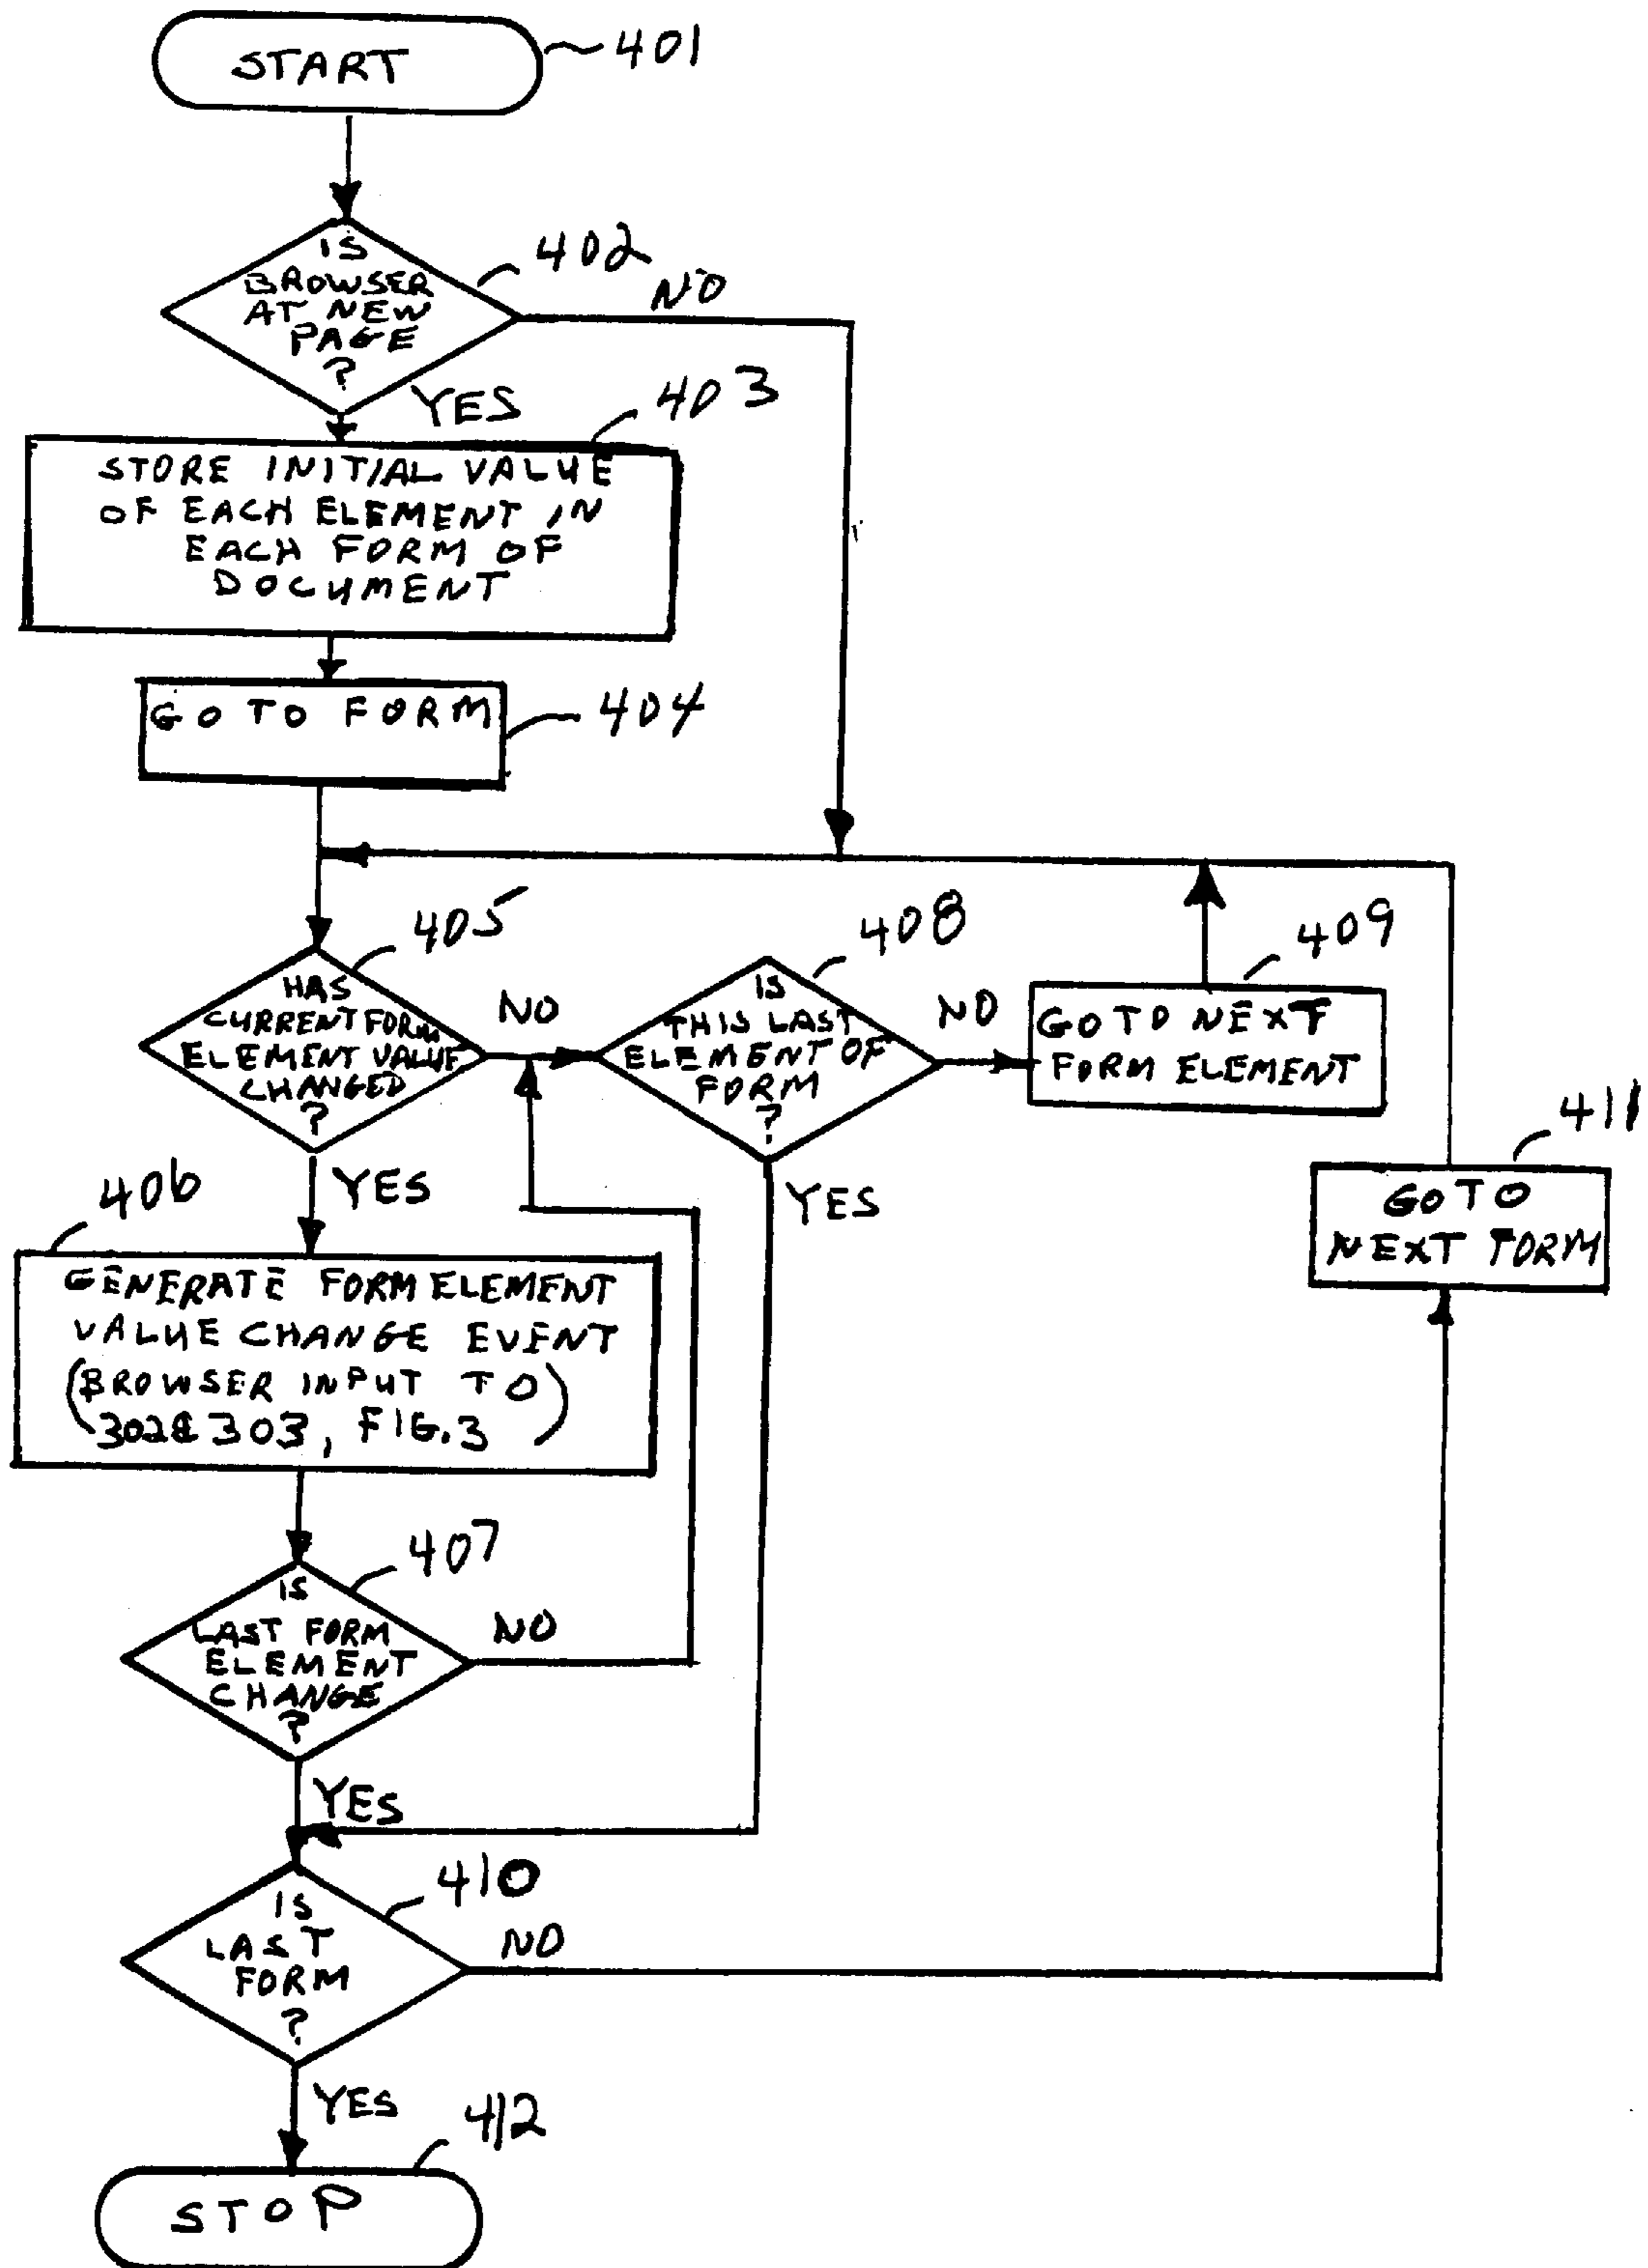 START
401
IS
BROWSER
AT NEW
PAGE
?
402
NO
YES
403
STORE INITIAL VALUE
OF EACH ELEMENT IN
EACH FORM OF
DOCUMENT
GO TO FORM
404
405
HAS
CURRENT FORM
ELEMENT VALUE
CHANGED
?
NO
408
IS
THIS LAST
ELEMENT OF
FORM
?
NO
409
GO TO NEXT
FORM ELEMENT
411
GO TO
NEXT FORM
YES
YES
406
GENERATE FORM ELEMENT
VALUE CHANGE EVENT
(BROWSER INPUT TO
302&303, FIG.3)
407
IS
LAST FORM
ELEMENT
CHANGE
?
NO
YES
410
IS
LAST
FORM
?
NO
YES
412
STOP